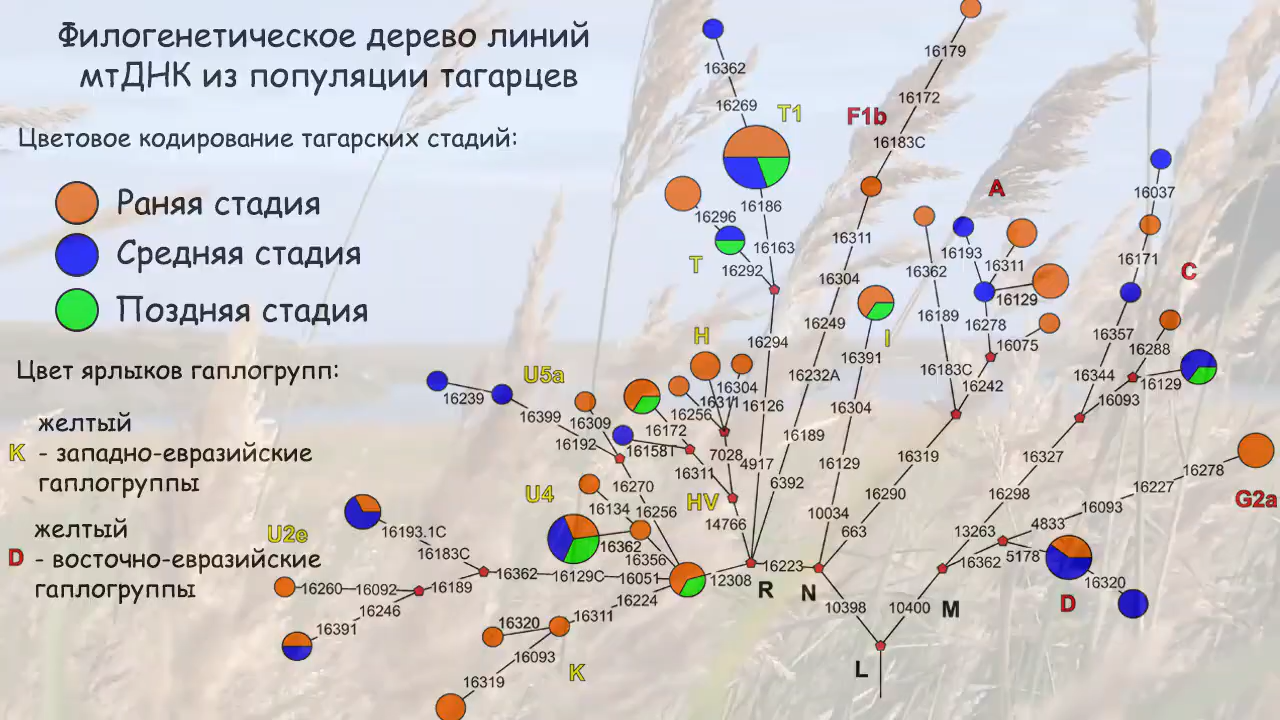 Филогенетическое дерево линий
мтДНК из популяции тагарцев
Цветовое кодирование тагарских стадий:
Раняя стадия
Средняя стадия
Поздняя стадия
Цвет ярлыков гаплогрупп:
желтый
K - западно-евразийские
гаплогруппы
желтый
D - восточно-евразийские
гаплогруппы
16179
16362
16172
16269
T1
F1b
16183C
16037
A
16186
16296
16311
16163
16193
16311
16171
T
16292
16362
C
16304
16129
16189
16278
16249
I
16294
16075
16357
16288
H
16391
16183C
16232A
16344
16129
U5a
16304
16242
16093
16239
16311
16126
16304
16399
16309
16256
16172
16189
16192
16158T
7028
16319
16327
4917
16129
16311
16278
16270
6392
16227
U4
HV
16290
16298
G2a
16134
16256
10034
16093
14766
663
13263
4833
U2e
16193.1C
16362
16183C
16356
5178
16362
16223
16362
16129C
16051
12308
16320
16260
16092
16189
R
N
16224
10398
10400
M
D
16246
16311
16391
16320
16093
L
K
16319